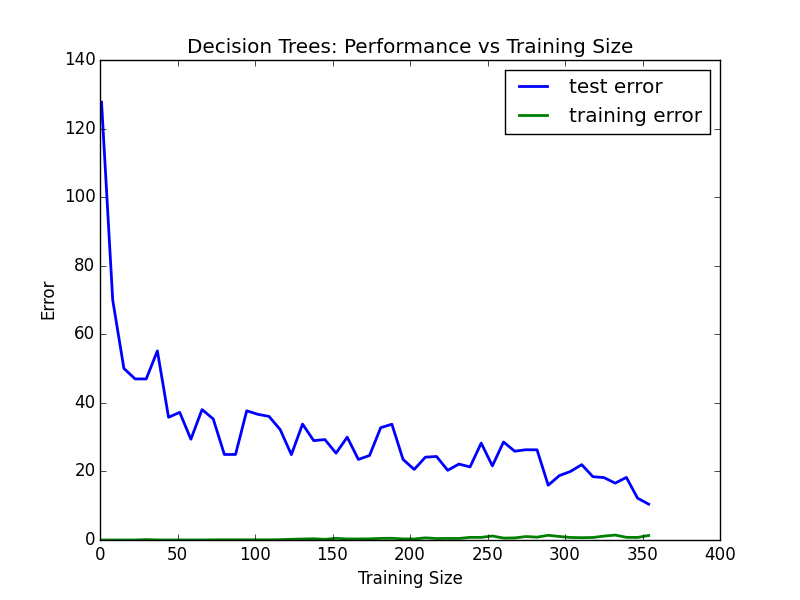 Decision Trees: Performance vs Training Size
140
120
100
80
60
40
20
0
Error
test error
training error
0 50 100 150 200 250 300 350 400
Training Size